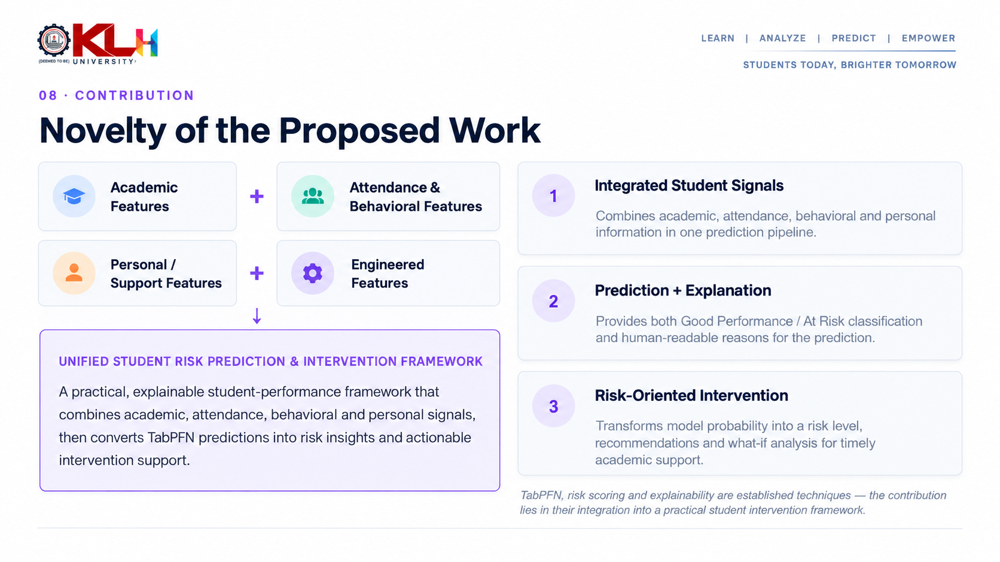 KLH
(DEEMED TO BE) UNIVERSITY
LEARN | ANALYZE | PREDICT | EMPOWER
STUDENTS TODAY, BRIGHTER TOMORROW
08 · CONTRIBUTION
Novelty of the Proposed Work
Academic
Features
+
Attendance &
Behavioral Features
Personal /
Support Features
+
Engineered
Features
↓
UNIFIED STUDENT RISK PREDICTION & INTERVENTION FRAMEWORK
A practical, explainable student-performance framework that
combines academic, attendance, behavioral and personal signals,
then converts TabPFN predictions into risk insights and actionable
intervention support.
1
Integrated Student Signals
Combines academic, attendance, behavioral and personal
information in one prediction pipeline.
2
Prediction + Explanation
Provides both Good Performance / At Risk classification
and human-readable reasons for the prediction.
3
Risk-Oriented Intervention
Transforms model probability into a risk level,
recommendations and what-if analysis for timely
academic support.
TabPFN, risk scoring and explainability are established techniques — the contribution
lies in their integration into a practical student intervention framework.